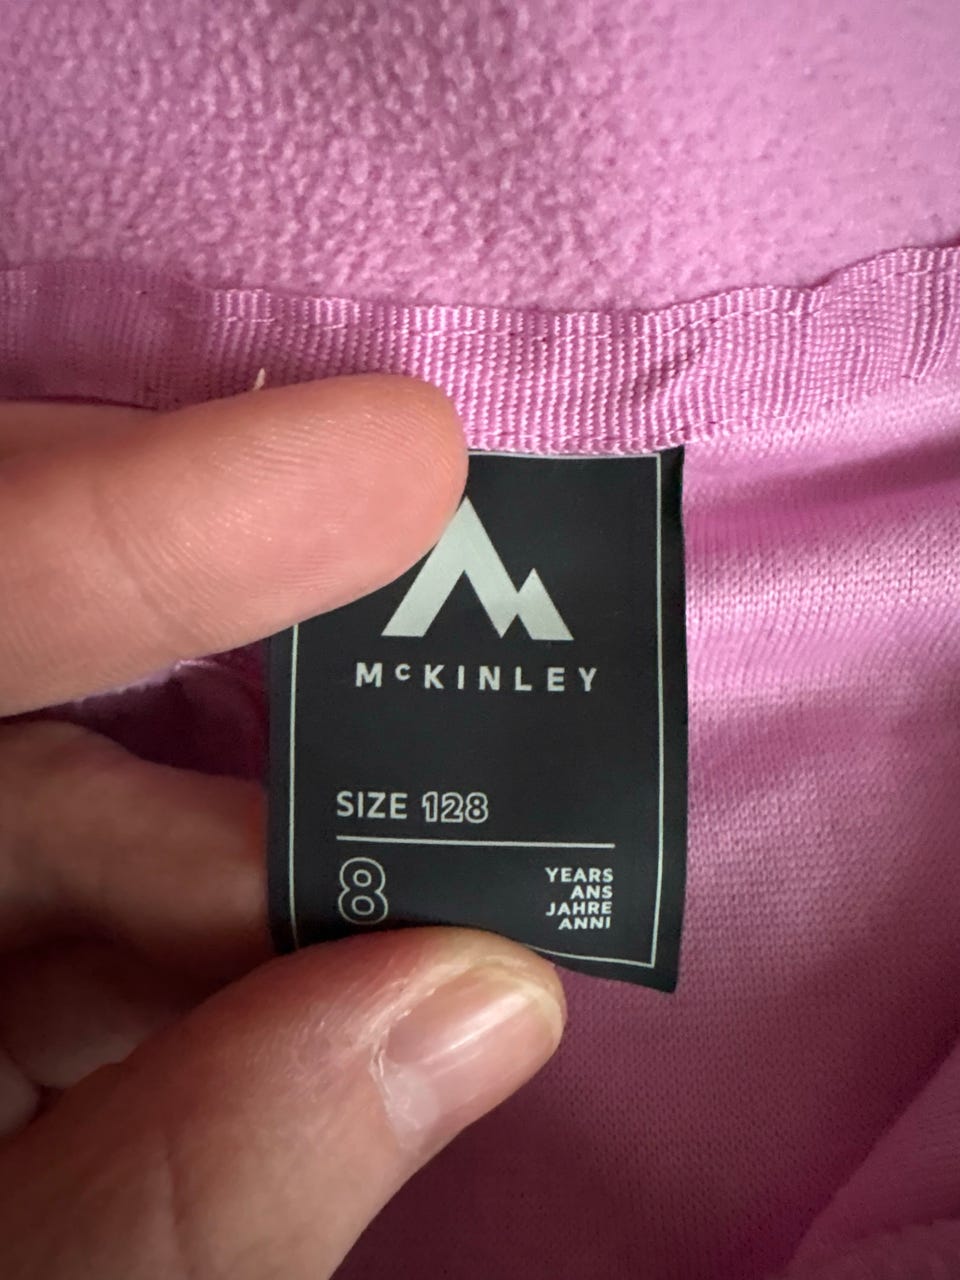 McKINLEY
SIZE 128
8
YEARS
ANS
JAHRE
ANNI